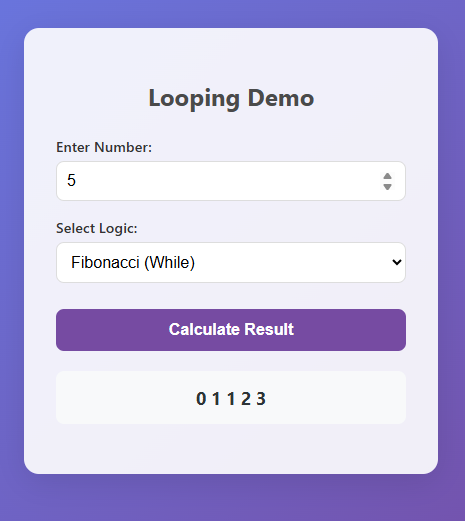 Looping Demo
Enter Number:
5
Select Logic:
Fibonacci (While)
Calculate Result
0 1 1 2 3